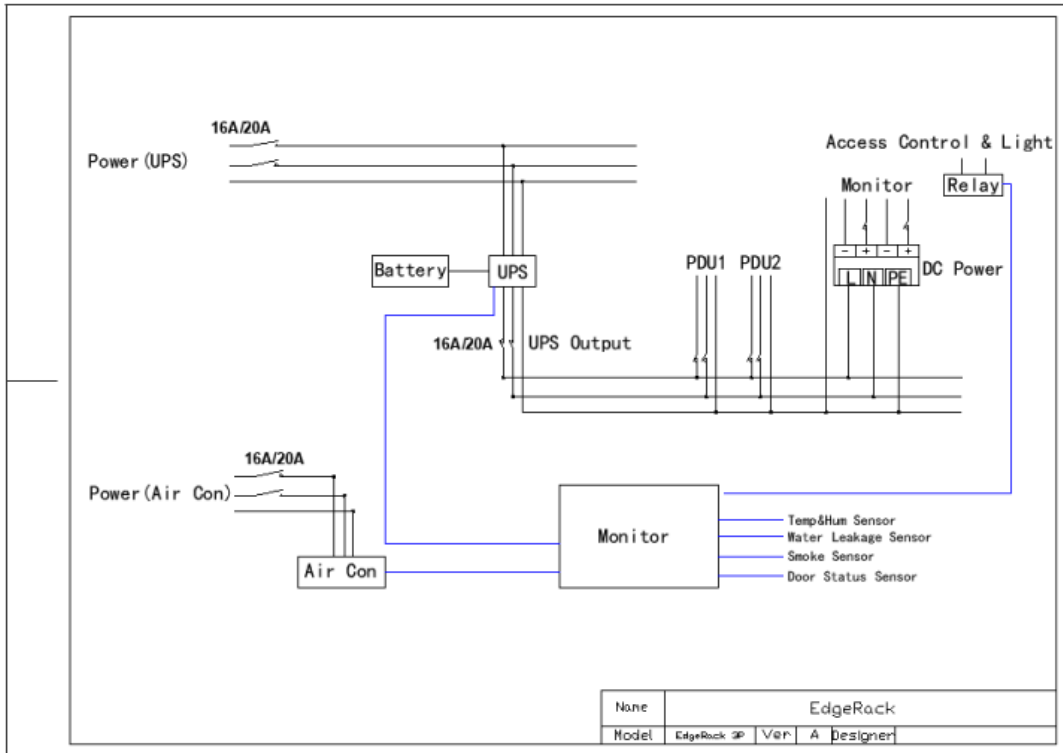 16A/20A
Power(UPS)
Access Control & Light
Monitor
Relay
- + - +
DC Power
L N PE
Battery
UPS
PDU1 PDU2
16A/20A
UPS Output
16A/20A
Power(Air Con)
Air Con
Monitor
Temp&Hum Sensor
Water Leakage Sensor
Smoke Sensor
Door Status Sensor
Name EdgeRack
Model EdgeRack 3P Ver A Designer